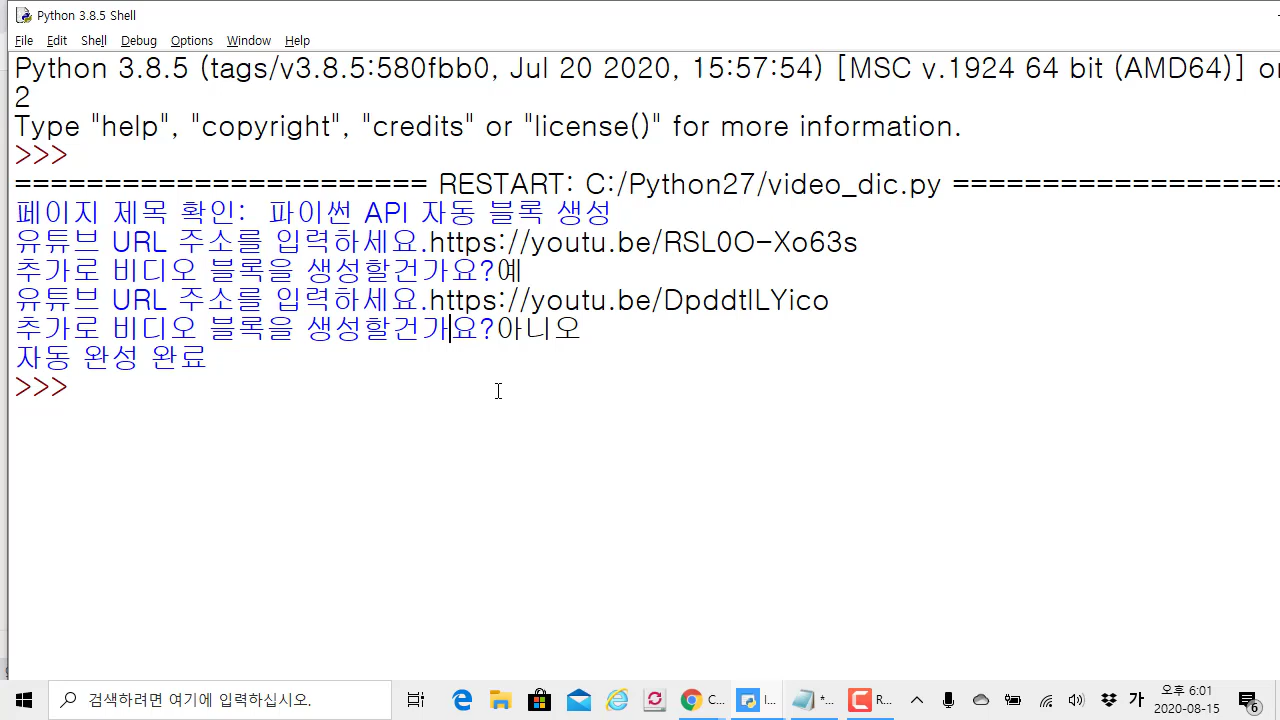 Python 3.8.5 Shell
File Edit Shell Debug Options Window Help
Python 3.8.5 (tags/v3.8.5:580fbb0, Jul 20 2020, 15:57:54) [MSC v.1924 64 bit (AMD64)] on
2
Type "help", "copyright", "credits" or "license()" for more information.
>>>
======================= RESTART: C:/Python27/video_dic.py ===================
페이지 제목 확인:  파이썬 API 자동 블록 생성
유튜브 URL 주소를 입력하세요.https://youtu.be/RSL0O-Xo63s
추가로 비디오 블록을 생성할건가요?예
유튜브 URL 주소를 입력하세요.https://youtu.be/DpddtlLYico
추가로 비디오 블록을 생성할건가요?아니오
자동 완성 완료
>>>
검색하려면 여기에 입력하십시오. C... I... *... R... 가 오후 6:01
2020-08-15 6